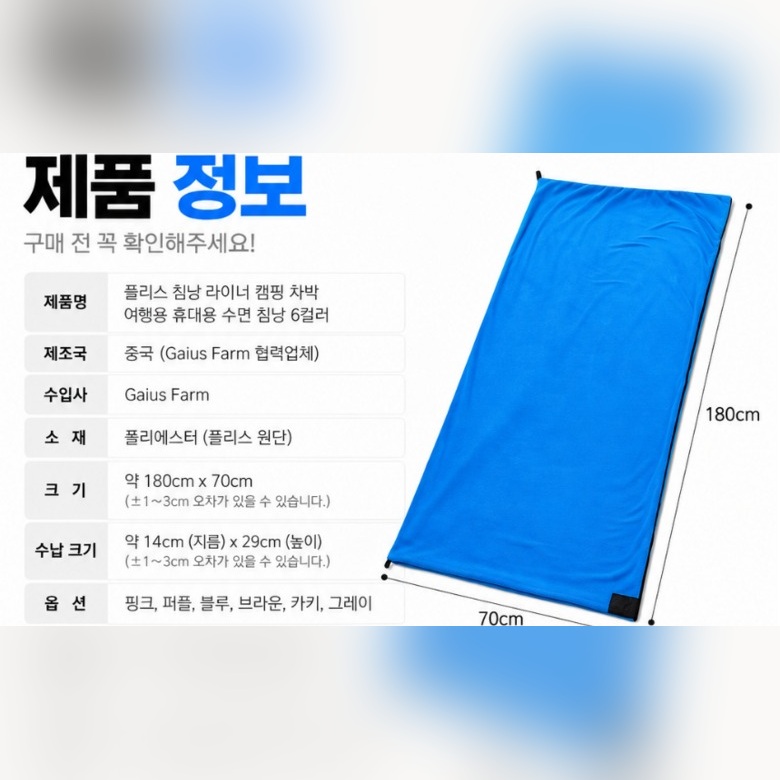 제품 정보
구매 전 꼭 확인해주세요!
제품명
플리스 침낭 라이너 캠핑 차박
여행용 휴대용 수면 침낭 6컬러
제조국
중국 (Gaius Farm 협력업체)
수입사
Gaius Farm
소 재
폴리에스터 (플리스 원단)
크 기
약 180cm x 70cm
(±1~3cm 오차가 있을 수 있습니다.)
수납 크기
약 14cm (지름) x 29cm (높이)
(±1~3cm 오차가 있을 수 있습니다.)
옵 션
핑크, 퍼플, 블루, 브라운, 카키, 그레이
180cm
70cm